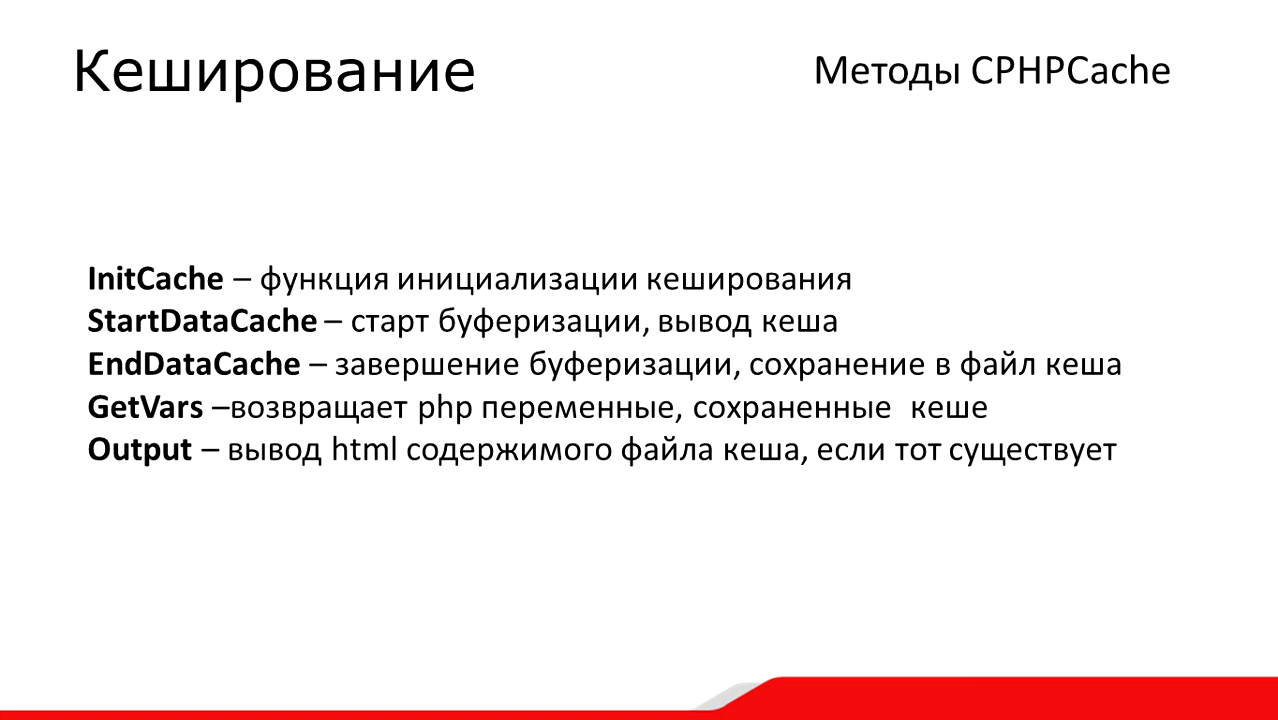 Кеширование
Методы CPHPCache
InitCache – функция инициализации кеширования
StartDataCache – старт буферизации, вывод кеша
EndDataCache – завершение буферизации, сохранение в файл кеша
GetVars –возвращает php переменные, сохраненные  кеше
Output – вывод html содержимого файла кеша, если тот существует